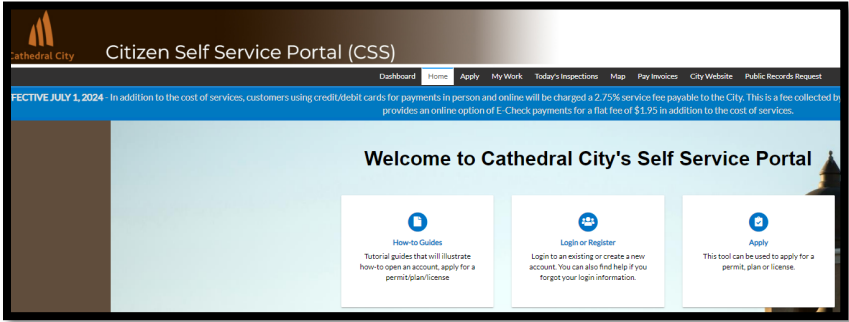 Cathedral City
Citizen Self Service Portal (CSS)
Dashboard Home Apply My Work Today's Inspections Map Pay Invoices City Website Public Records Request
FECTIVE JULY 1, 2024 - In addition to the cost of services, customers using credit/debit cards for payments in person and online will be charged a 2.75% service fee payable to the City. This is a fee collected by
provides an online option of E-Check payments for a flat fee of $1.95 in addition to the cost of services.
Welcome to Cathedral City's Self Service Portal
How-to Guides
Tutorial guides that will illustrate
how-to open an account, apply for a
permit/plan/license
Login or Register
Login to an existing or create a new
account. You can also find help if you
forgot your login information.
Apply
This tool can be used to apply for a
permit, plan or license.